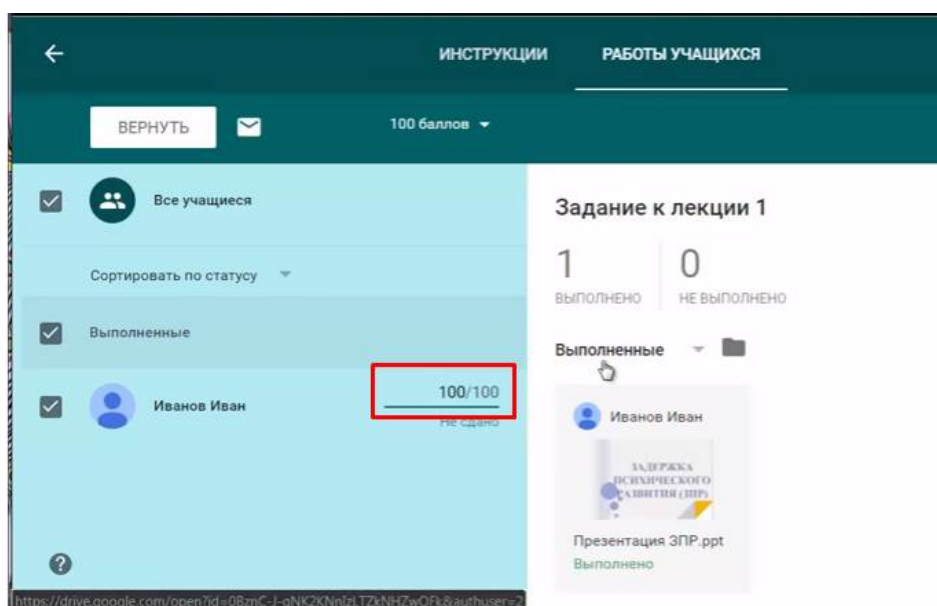 ИНСТРУКЦИИ РАБОТЫ УЧАЩИХСЯ
ВЕРНУТЬ 100 баллов
Все учащиеся
Сортировать по статусу
Выполненные
Иванов Иван 100/100
Не сдано
Задание к лекции 1
1 0
ВЫПОЛНЕНО НЕ ВЫПОЛНЕНО
Выполненные
Иванов Иван
ЗАДЕРЖКА
ПСИХИЧЕСКОГО
РАЗВИТИЯ (ЗПР)
Презентация ЗПР.ppt
Выполнено